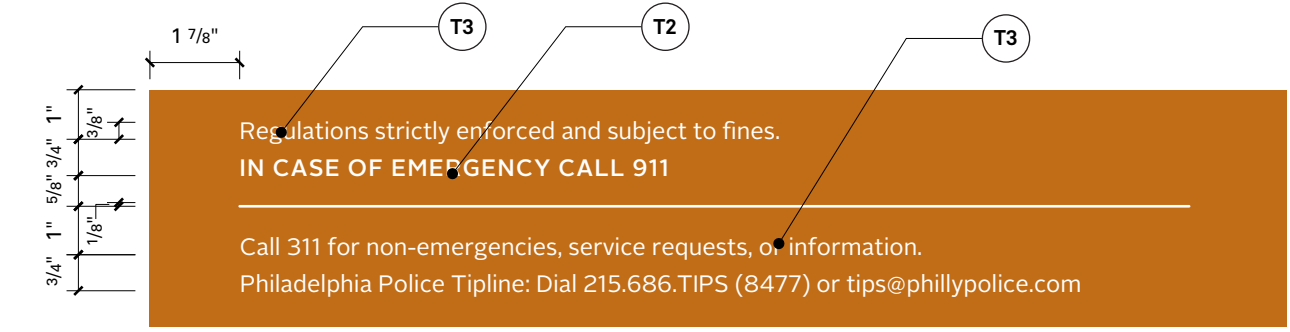 T3 T2 T3
1 7/8"
1"
3/8"
Regulations strictly enforced and subject to fines.
3/4"
IN CASE OF EMERGENCY CALL 911
5/8"
1/8"
1"
Call 311 for non-emergencies, service requests, or information.
3/4"
Philadelphia Police Tipline: Dial 215.686.TIPS (8477) or tips@phillypolice.com